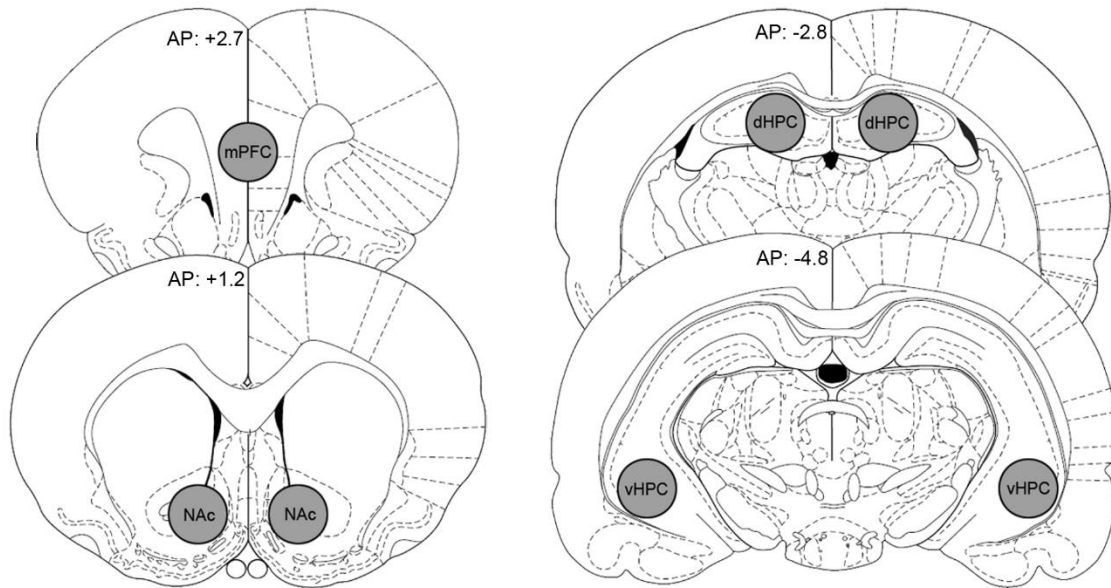 AP: +2.7
mPFC
AP: +1.2
NAc NAc
AP: -2.8
dHPC dHPC
AP: -4.8
vHPC vHPC